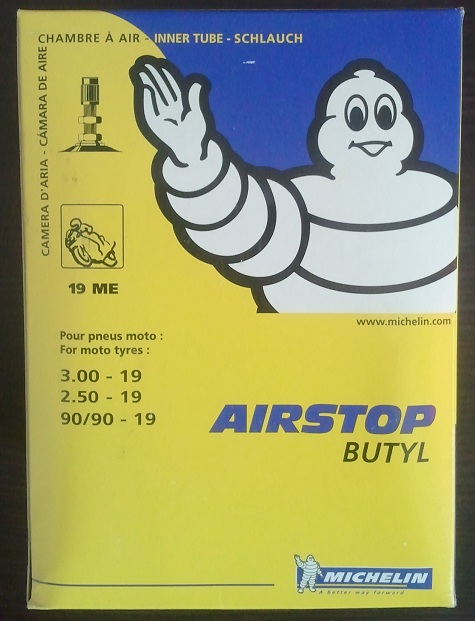 CHAMBRE À AIR - INNER TUBE - SCHLAUCH
CAMERA D'ARIA - CÁMARA DE AIRE
19 ME
www.michelin.com
Pour pneus moto :
For moto tyres :
3.00 - 19
2.50 - 19
90/90 - 19
AIRSTOP
BUTYL
MICHELIN
A better way forward